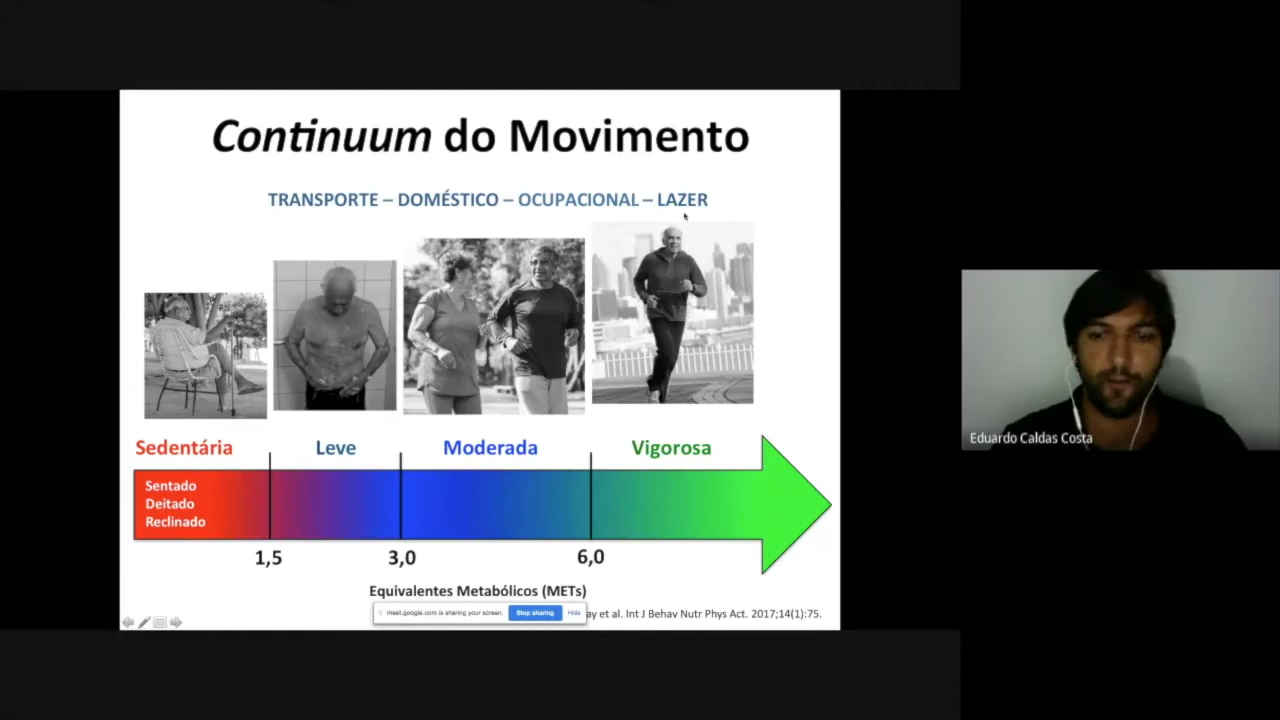 Continuum do Movimento
TRANSPORTE – DOMÉSTICO – OCUPACIONAL – LAZER
Sedentária
Leve
Moderada
Vigorosa
Sentado
Deitado
Reclinado
1,5
3,0
6,0
Equivalentes Metabólicos (METs)
meet.google.com is sharing your screen.
Stop sharing
Hide
et al. Int J Behav Nutr Phys Act. 2017;14(1):75.
Eduardo Caldas Costa